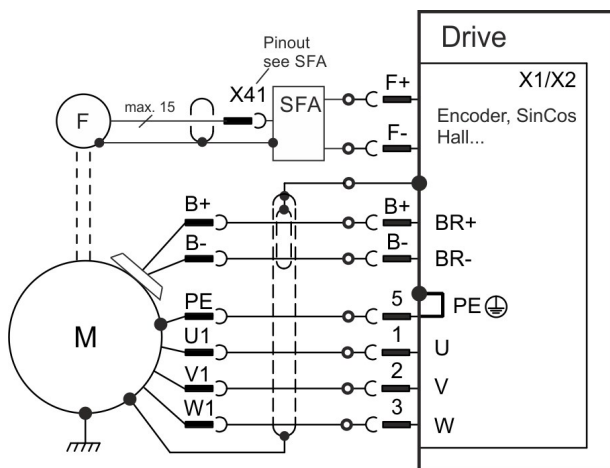 Drive
Pinout
see SFA
X1/X2
F+
max. 15
X41
SFA
F
Encoder, SinCos
Hall...
F-
B+
B+
BR+
B-
B-
BR-
PE
5
PE
M
U1
1
U
V1
2
V
W1
3
W